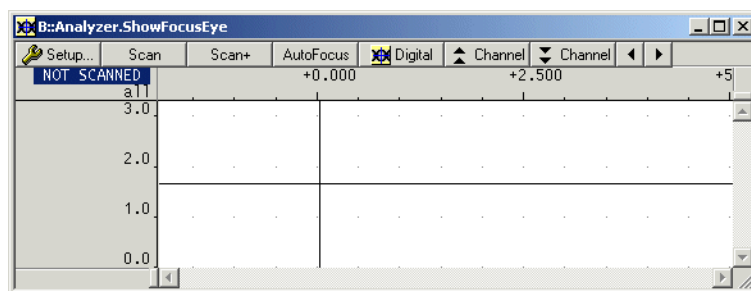 B::Analyzer.ShowFocusEye
Setup... Scan Scan+ AutoFocus Digital Channel Channel
NOT SCANNED +0.000 +2.500 +5
all
3.0
2.0
1.0
0.0